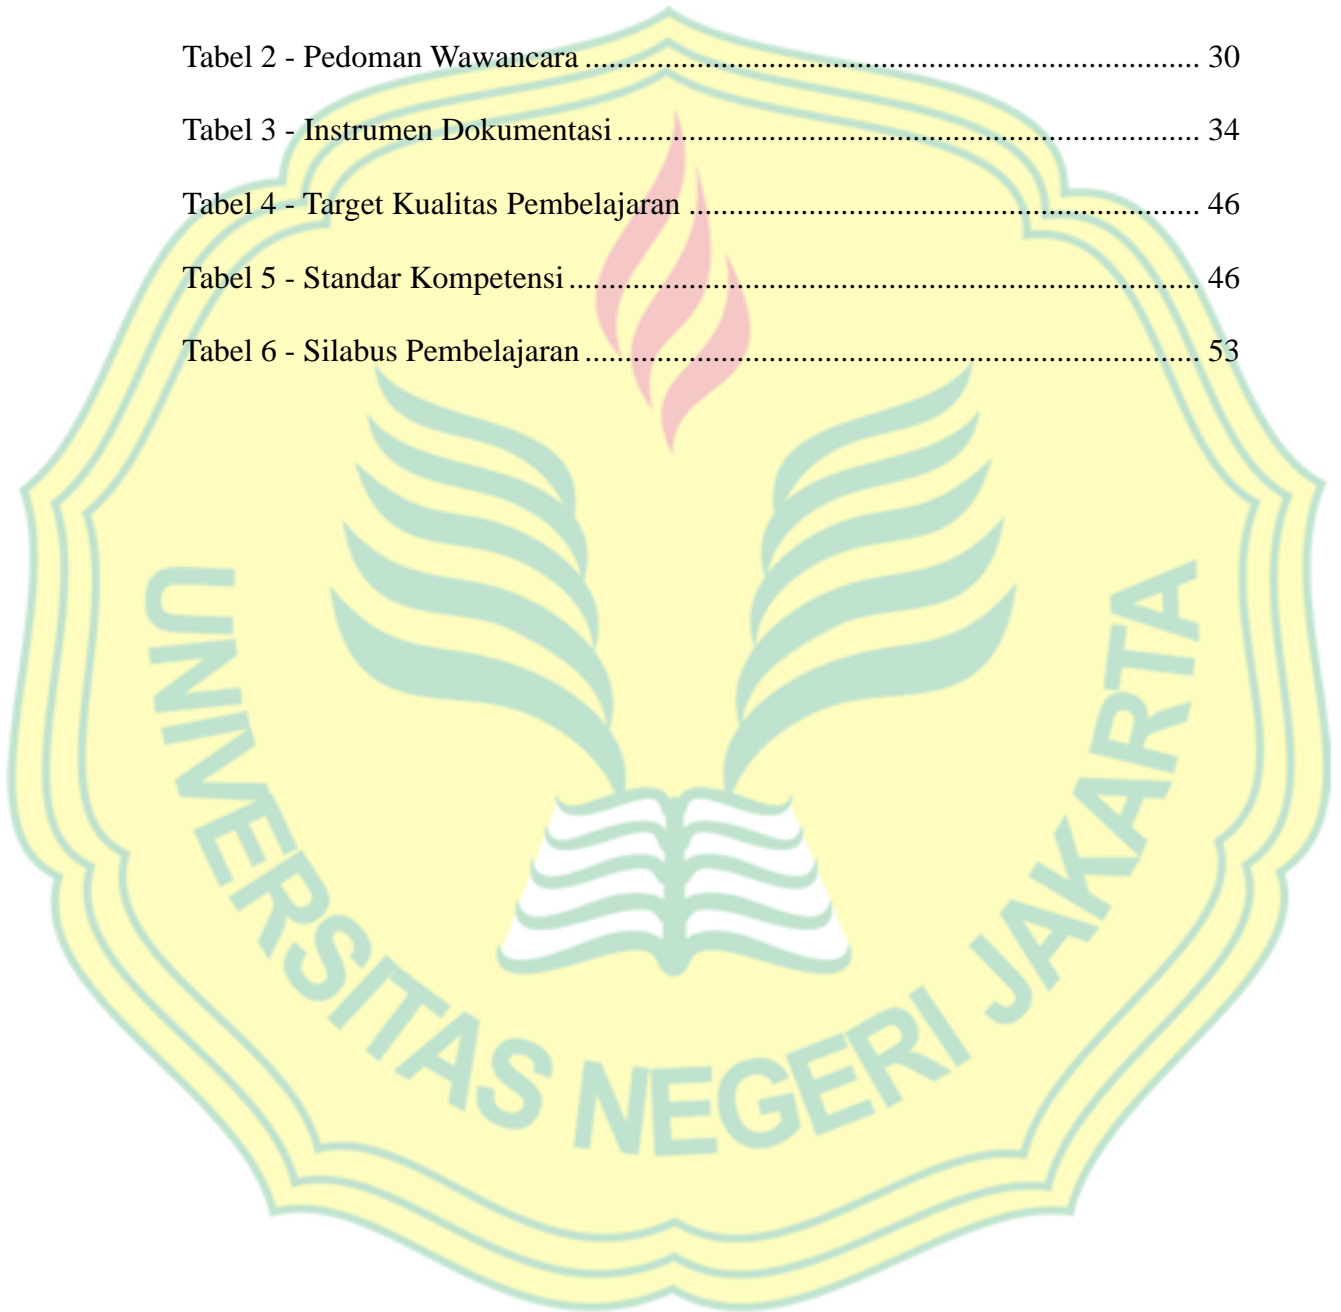 Tabel 2 - Pedoman Wawancara ............................................................................. 30
Tabel 3 - Instrumen Dokumentasi ......................................................................... 34
Tabel 4 - Target Kualitas Pembelajaran ................................................................ 46
Tabel 5 - Standar Kompetensi ............................................................................... 46
Tabel 6 - Silabus Pembelajaran ............................................................................. 53
UNIVERSITAS NEGERI JAKARTA